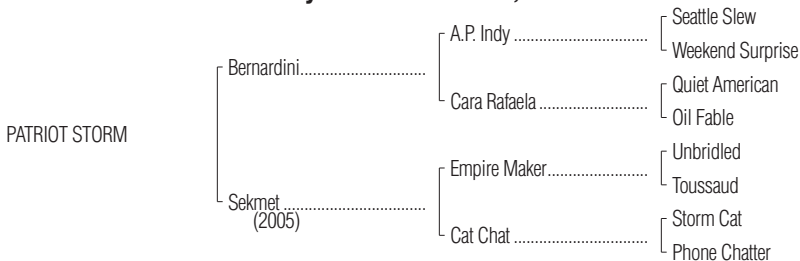 Seattle Slew
A.P. Indy
Weekend Surprise
Bernardini
Quiet American
Cara Rafaela
Oil Fable
PATRIOT STORM
Unbridled
Empire Maker
Toussaud
Sekmet
(2005)
Storm Cat
Cat Chat
Phone Chatter